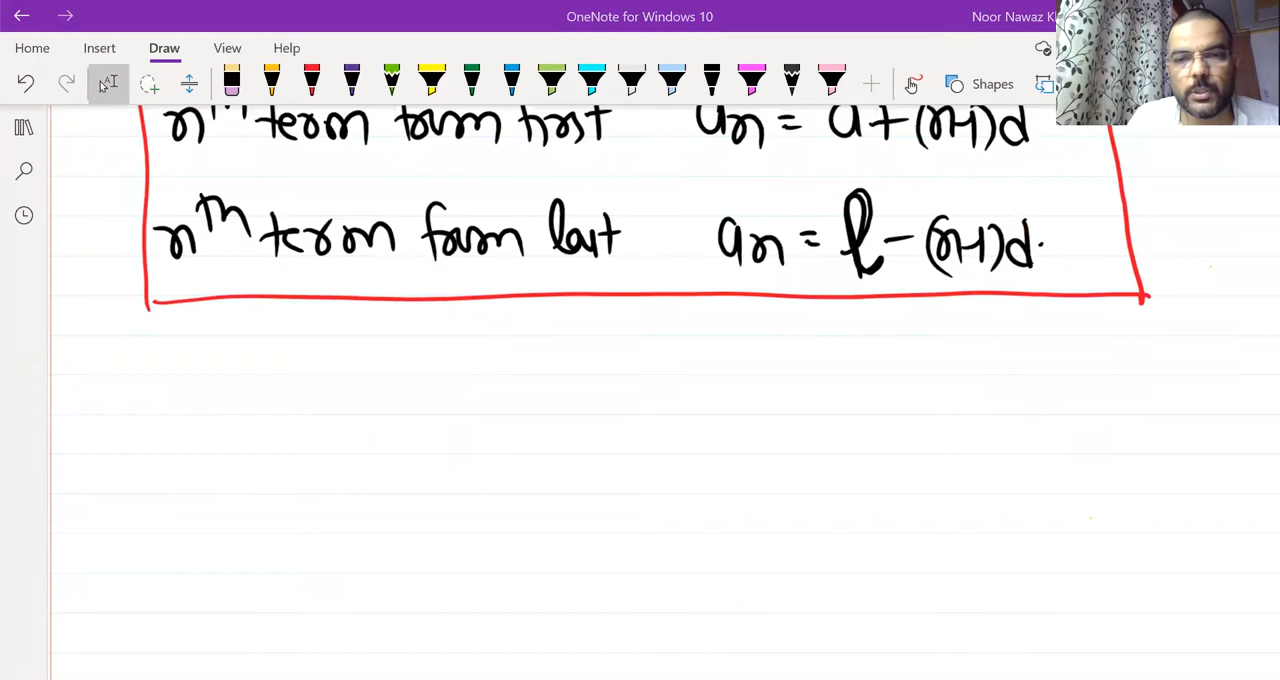 OneNote for Windows 10
Noor Nawaz K
Home Insert Draw View Help
Shapes
nth term form first an = a+(n-1)d
nth term form last an = l-(n-1)d.